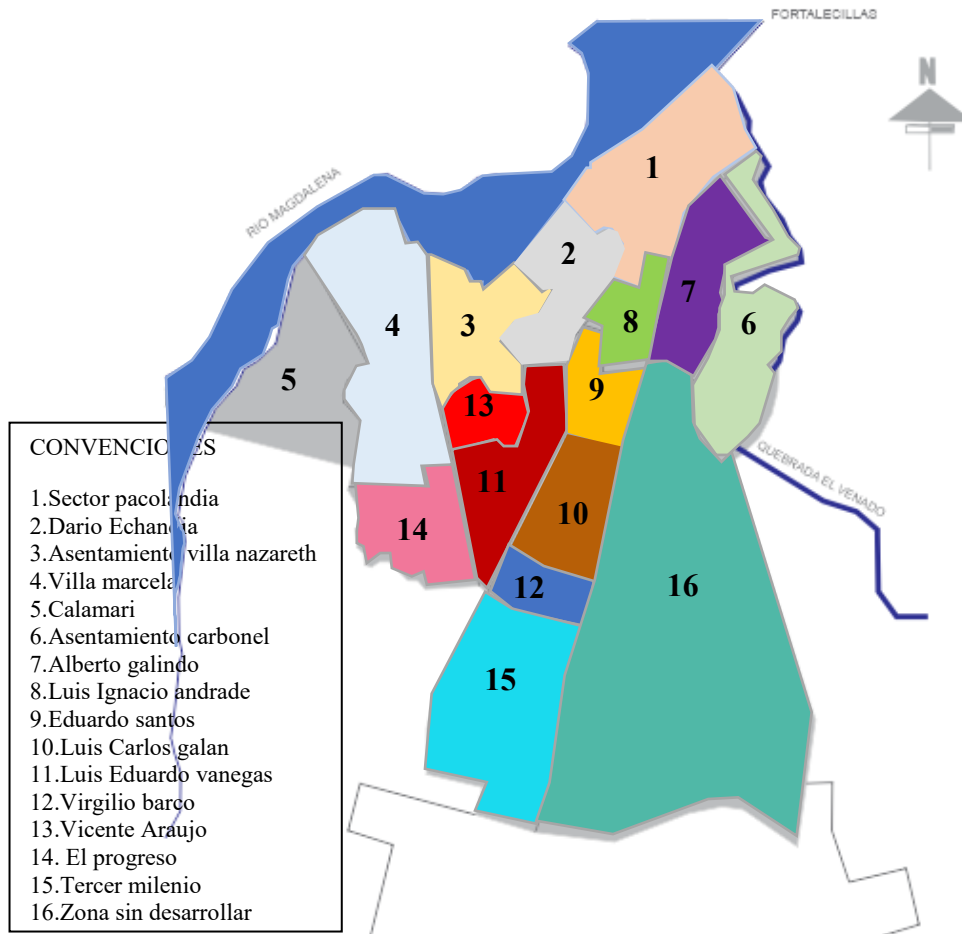 FORTALECILLAS
N
RIO MAGDALENA
1
2
7
4
3
8
6
5
9
13
11
10
14
12
16
15
QUEBRADA EL VENADO
CONVENCIONES
1.Sector pacolandia
2.Dario Echandia
3.Asentamiento villa nazareth
4.Villa marcela
5.Calamari
6.Asentamiento carbonel
7.Alberto galindo
8.Luis Ignacio andrade
9.Eduardo santos
10.Luis Carlos galan
11.Luis Eduardo vanegas
12.Virgilio barco
13.Vicente Araujo
14. El progreso
15.Tercer milenio
16.Zona sin desarrollar